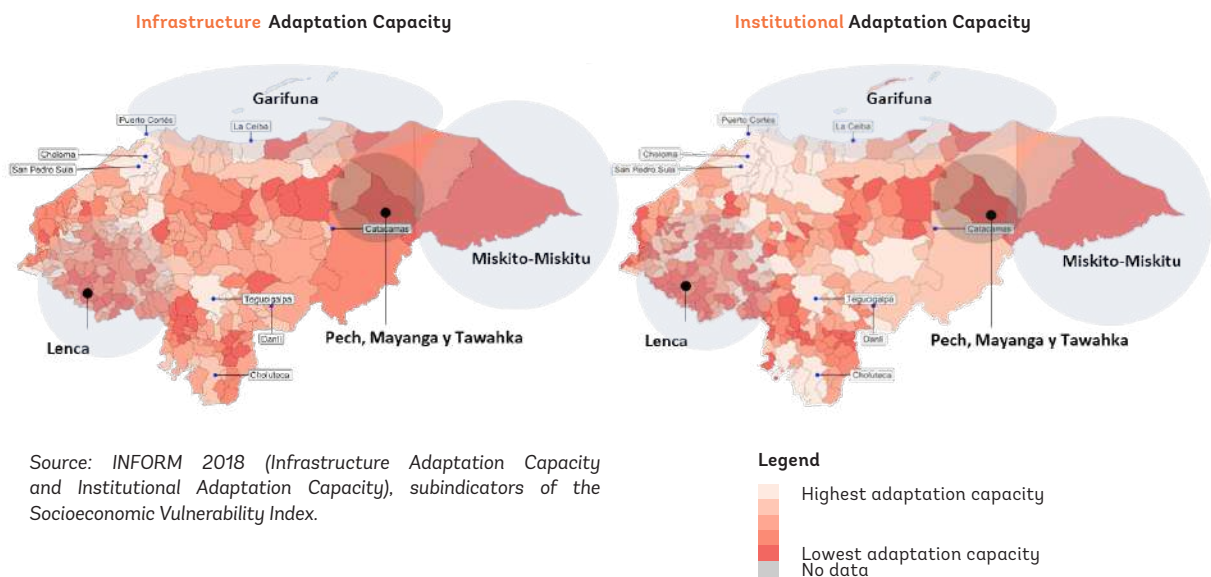 Infrastructure Adaptation Capacity
Garifuna
Puerto Cortés
La Ceiba
Choloma
San Pedro Sula
Catacamas
Miskito-Miskitu
Tegucigalpa
Pech, Mayanga y Tawahka
Danlí
Lenca
Choluteca
Institutional Adaptation Capacity
Garifuna
Puerto Cortés
La Ceiba
Choloma
San Pedro Sula
Catacamas
Miskito-Miskitu
Tegucigalpa
Pech, Mayanga y Tawahka
Danlí
Lenca
Choluteca
Source: INFORM 2018 (Infrastructure Adaptation Capacity
and Institutional Adaptation Capacity), subindicators of the
Socioeconomic Vulnerability Index.
Legend
Highest adaptation capacity
Lowest adaptation capacity
No data